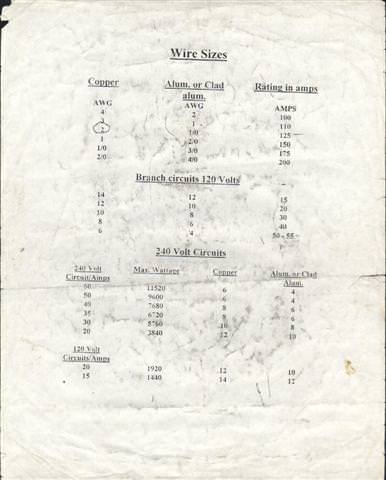 Wire Sizes
Copper Alum. or Clad alum. Rating in amps
AWG AWG AMPS
4 2 100
3 1 110
2 1/0 125
1 2/0 150
1/0 3/0 175
2/0 4/0 200
Branch circuits 120 Volts
14 12 15
12 10 20
10 8 30
8 6 40
6 4 50 - 55
240 Volt Circuits
240 Volt Circuit/Amps Max. Wattage Copper Alum. or Clad Alum.
60 11520 6 4
50 9600 6 4
40 7680 8 6
35 6720 8 6
30 5760 10 8
20 3840 12 10
120 Volt
Circuits/Amps
20 1920 12 10
15 1440 14 12